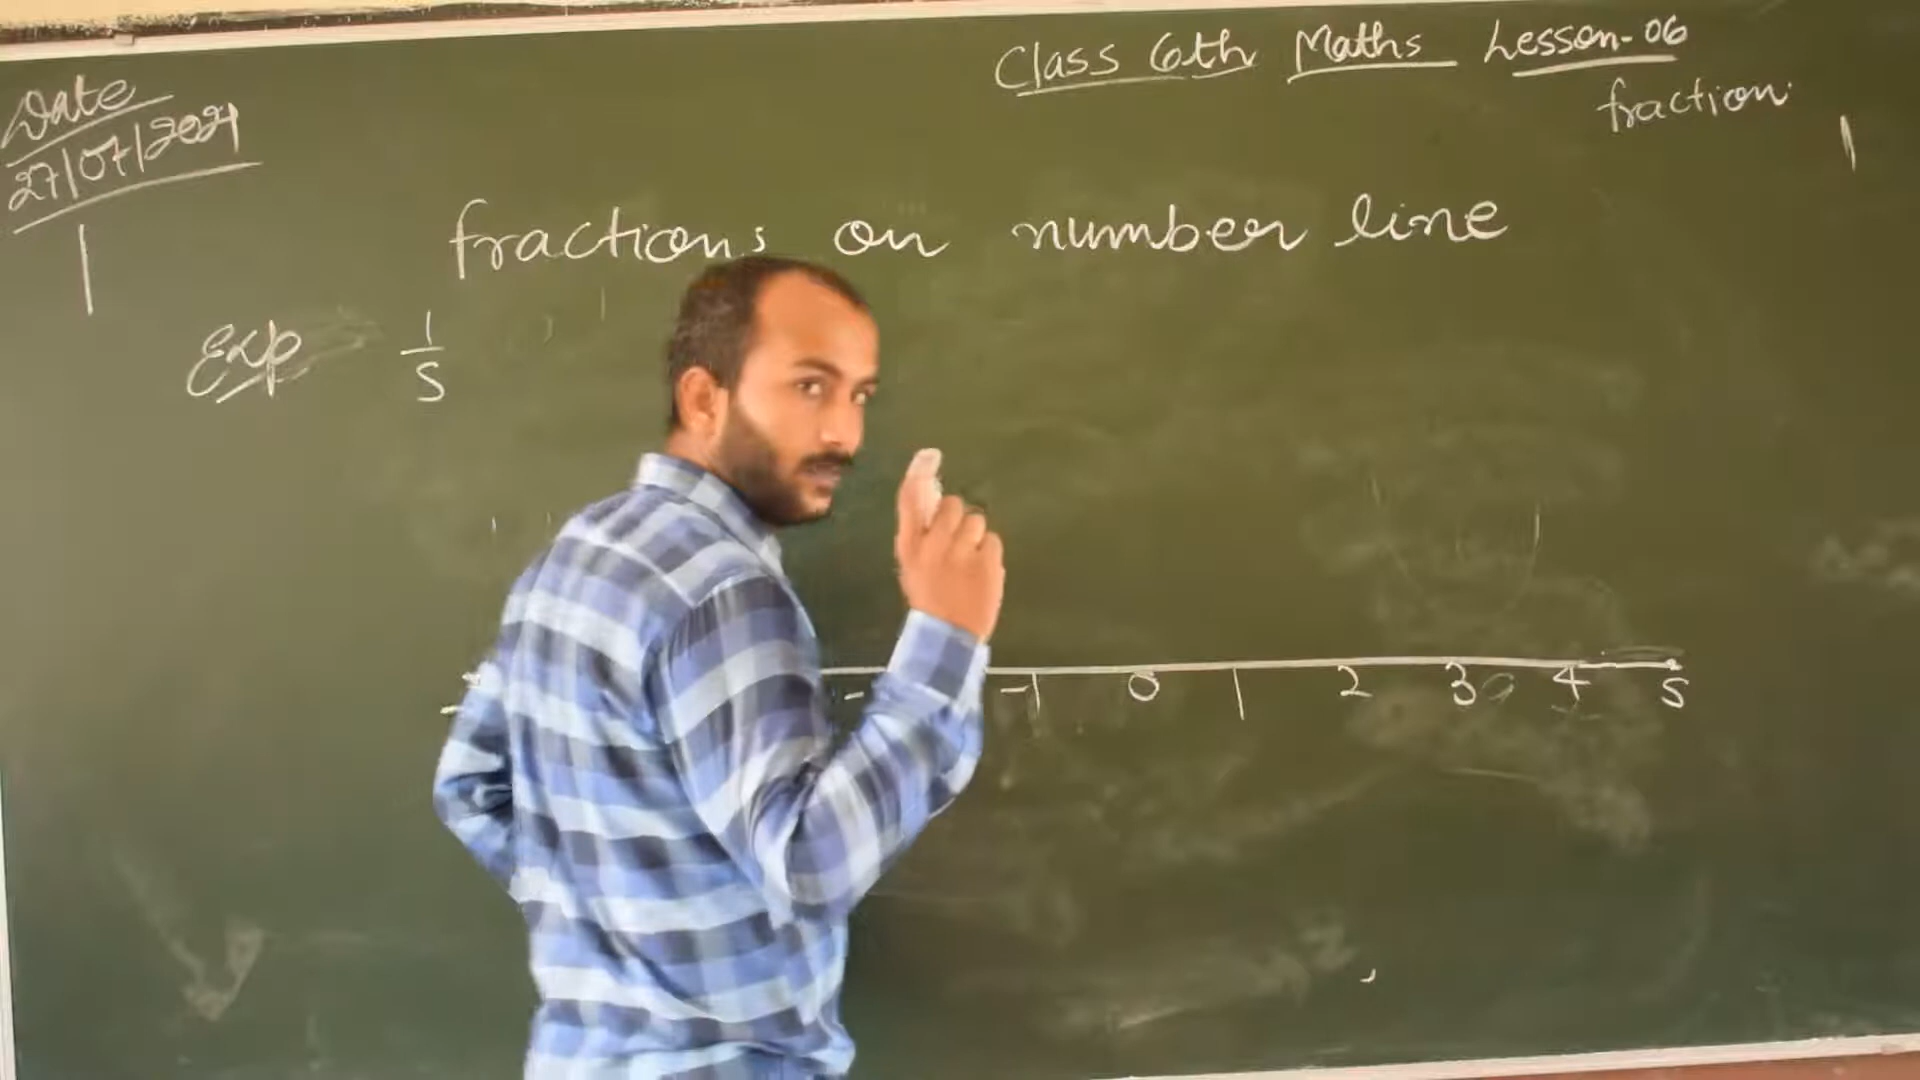 Class 6th Maths Lesson-06
fraction
Date
27/07/2021
fractions on number line
Exp 1/5
-1 0 1 2 3 4 5